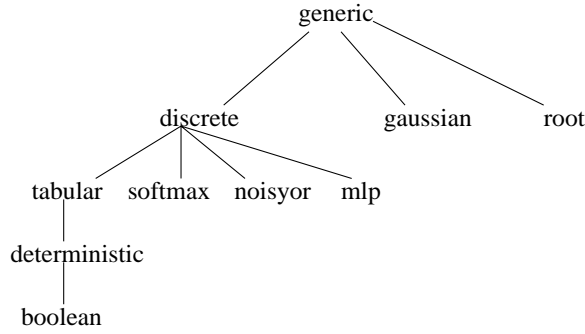 generic
discrete gaussian root
tabular softmax noisyor mlp
deterministic
boolean